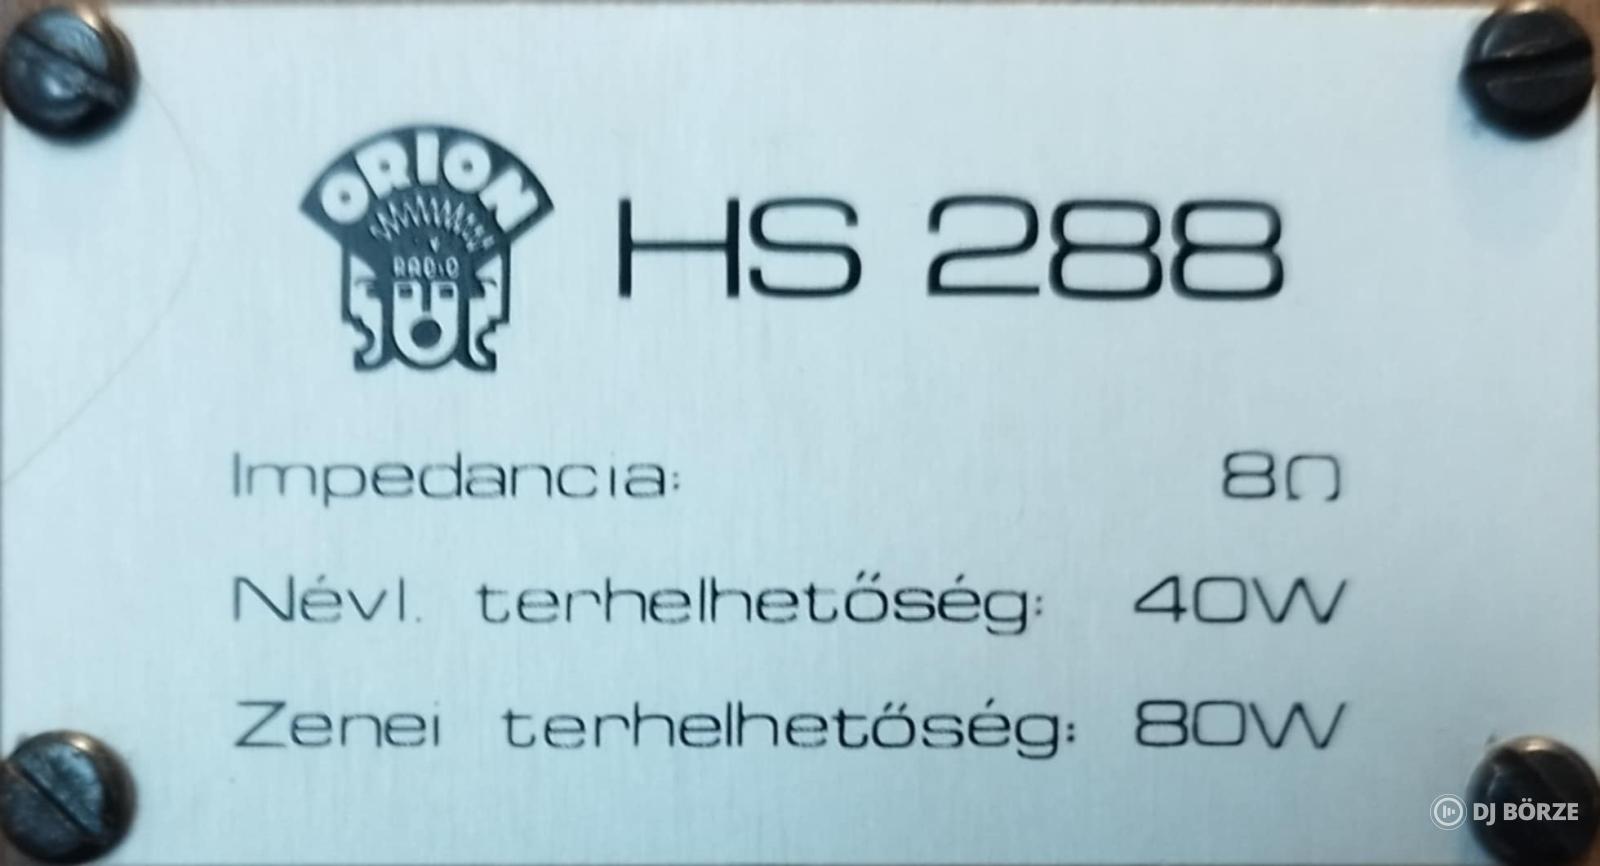 ORION
RADIO
HS 288
Impedancia: 8Ω
Névl. terhelhetőség: 40W
Zenei terhelhetőség: 80W
DJ BÖRZE